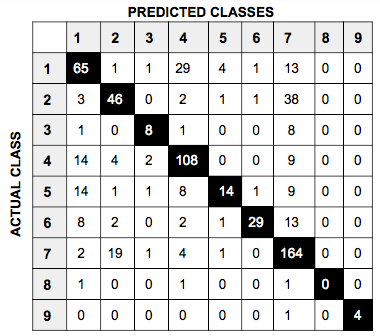 PREDICTED CLASSES
1 2 3 4 5 6 7 8 9
ACTUAL CLASS
1 65 1 1 29 4 1 13 0 0
2 3 46 0 2 1 1 38 0 0
3 1 0 8 1 0 0 8 0 0
4 14 4 2 108 0 0 9 0 0
5 14 1 1 8 14 1 9 0 0
6 8 2 0 2 1 29 13 0 0
7 2 19 1 4 1 0 164 0 0
8 1 0 0 1 0 0 1 0 0
9 0 0 0 0 0 0 1 0 4